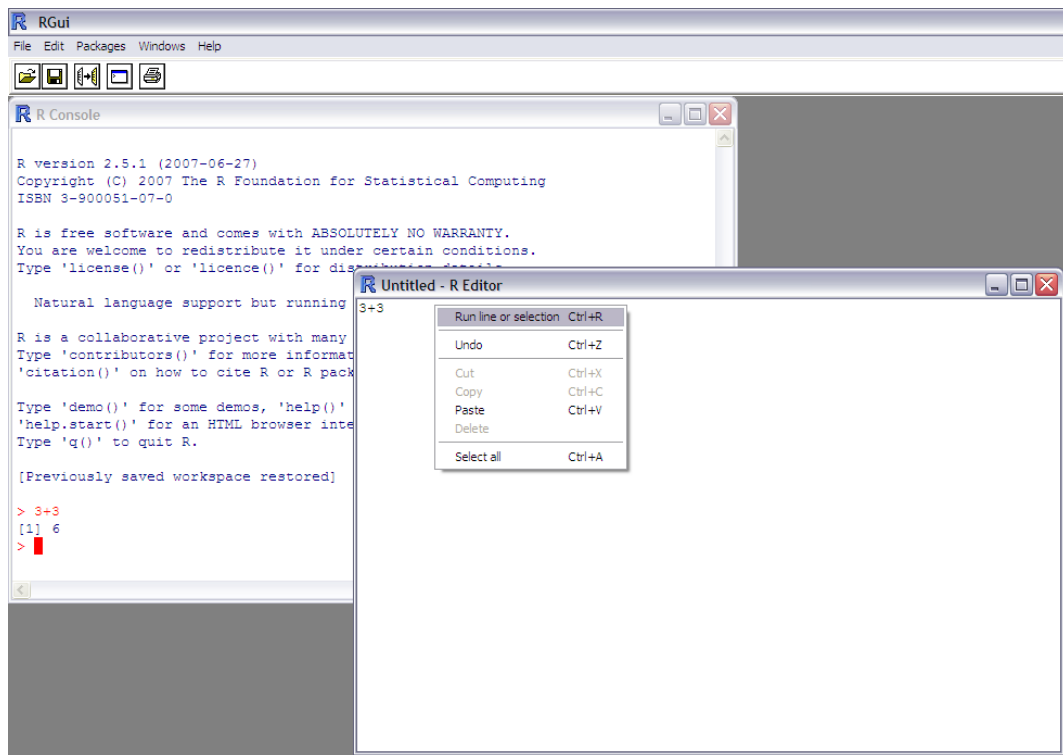 RGui
File Edit Packages Windows Help
R Console
R version 2.5.1 (2007-06-27)
Copyright (C) 2007 The R Foundation for Statistical Computing
ISBN 3-900051-07-0
R is free software and comes with ABSOLUTELY NO WARRANTY.
You are welcome to redistribute it under certain conditions.
Type 'license()' or 'licence()' for distribution details.
Natural language support but running
R is a collaborative project with many
Type 'contributors()' for more informat
'citation()' on how to cite R or R pack
Type 'demo()' for some demos, 'help()'
'help.start()' for an HTML browser inte
Type 'q()' to quit R.
[Previously saved workspace restored]
> 3+3
[1] 6
>
Untitled - R Editor
3+3
Run line or selection Ctrl+R
Undo Ctrl+Z
Cut Ctrl+X
Copy Ctrl+C
Paste Ctrl+V
Delete
Select all Ctrl+A